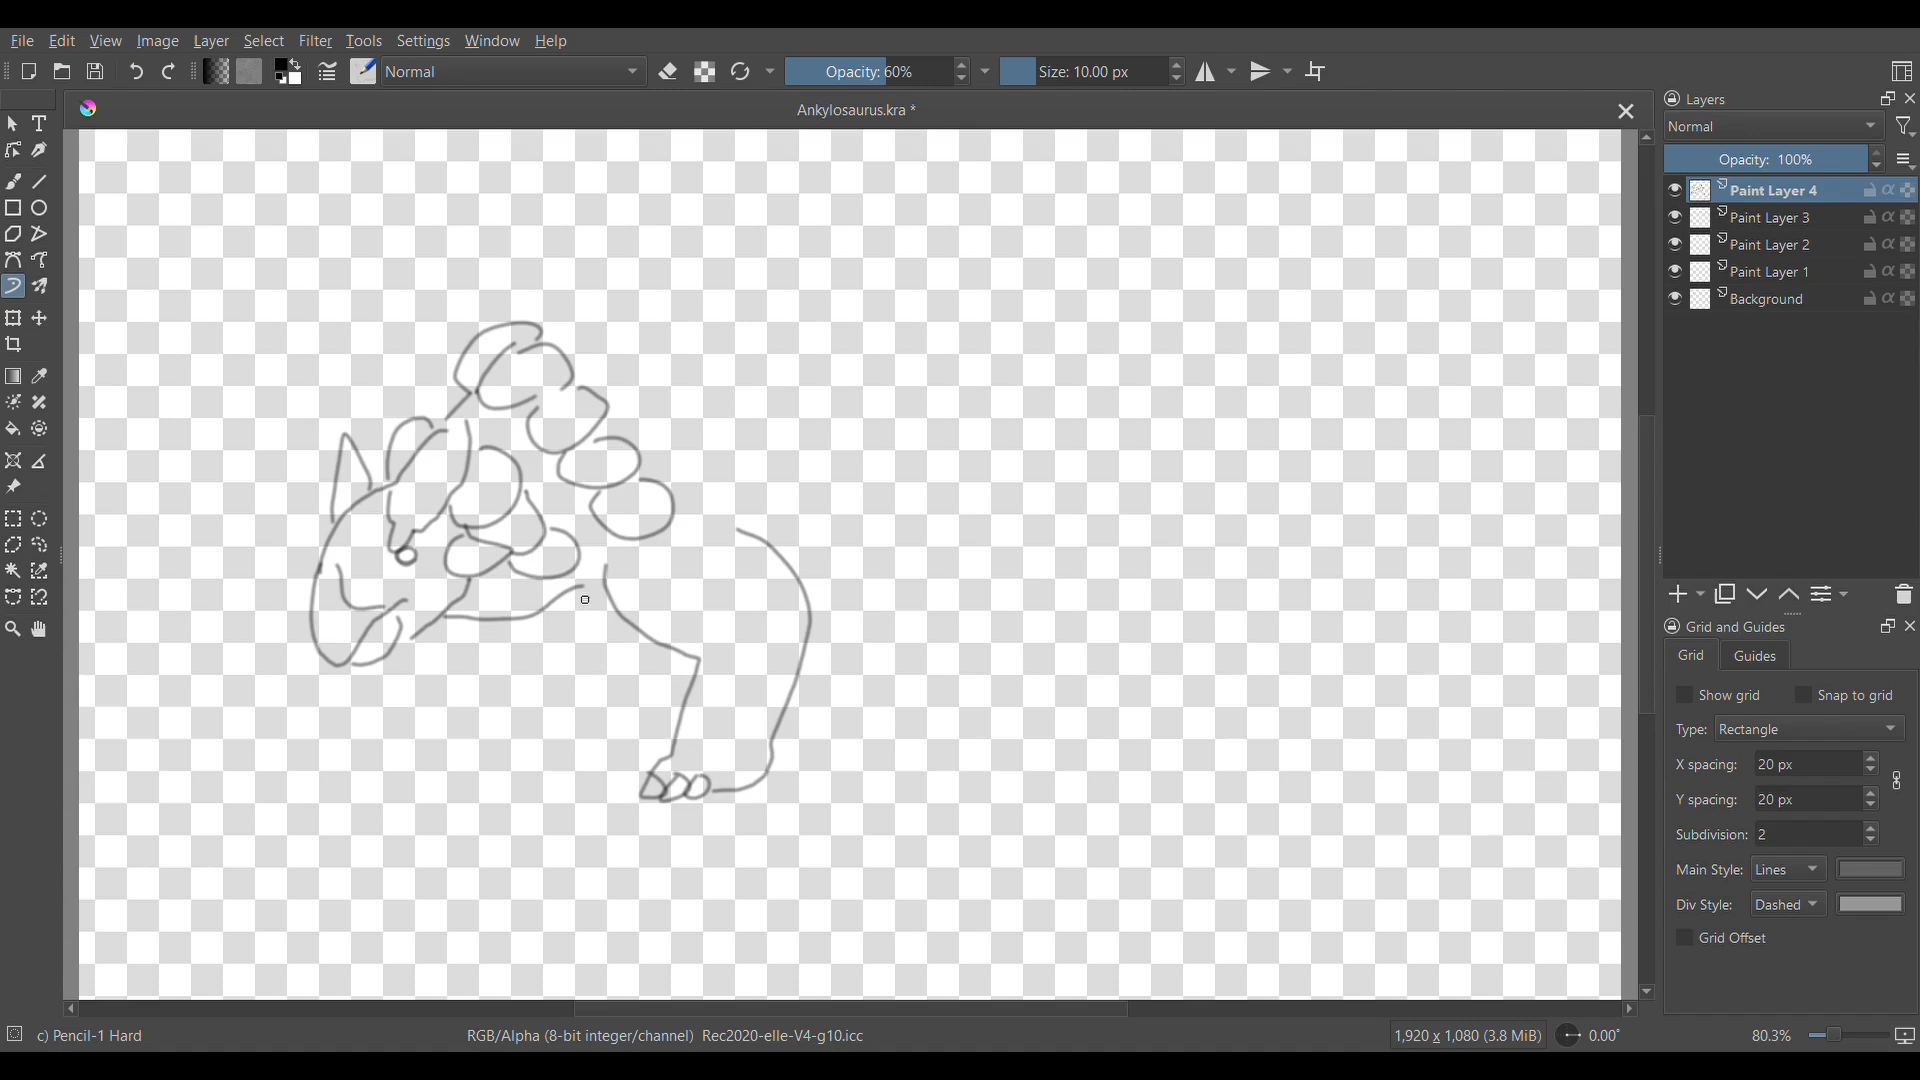 File Edit View Image Layer Select Filter Tools Settings Window Help
Normal Opacity: 60% Size: 10.00 px
Ankylosaurus.kra *
Layers
Normal
Opacity: 100%
Paint Layer 4
Paint Layer 3
Paint Layer 2
Paint Layer 1
Background
Grid and Guides
Grid Guides
Show grid Snap to grid
Type: Rectangle
X spacing: 20 px
Y spacing: 20 px
Subdivision: 2
Main Style: Lines
Div Style: Dashed
Grid Offset
c) Pencil-1 Hard RGB/Alpha (8-bit integer/channel) Rec2020-elle-V4-g10.icc 1,920 x 1,080 (3.8 MiB) 0.00° 80.3%